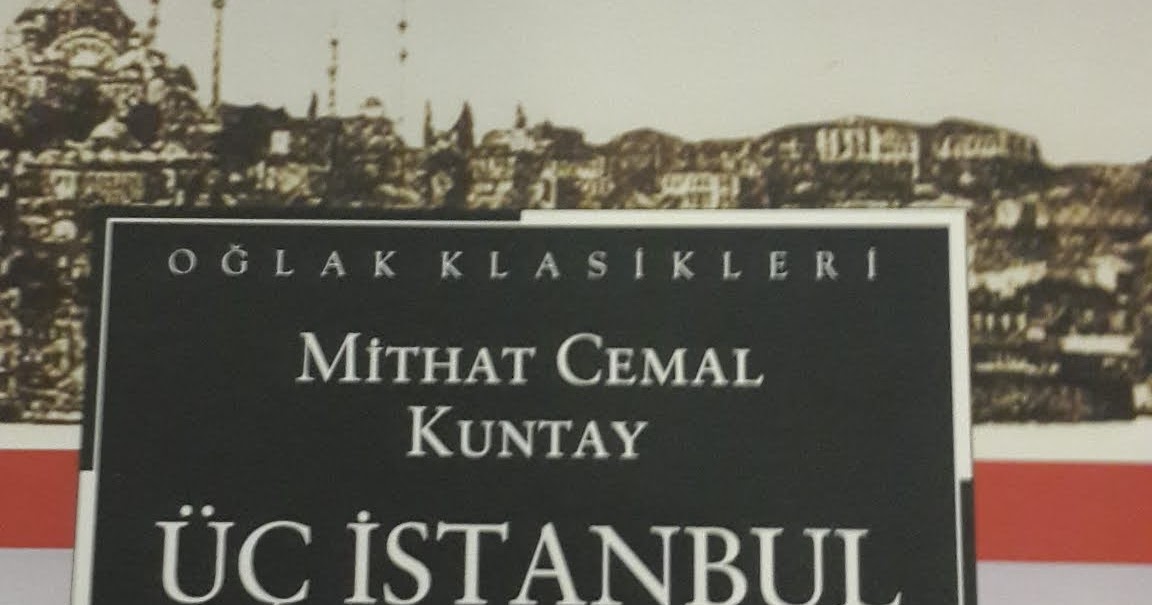 OĞLAK KLASİKLERİ
MİTHAT CEMAL
KUNTAY
ÜÇ İSTANBUL